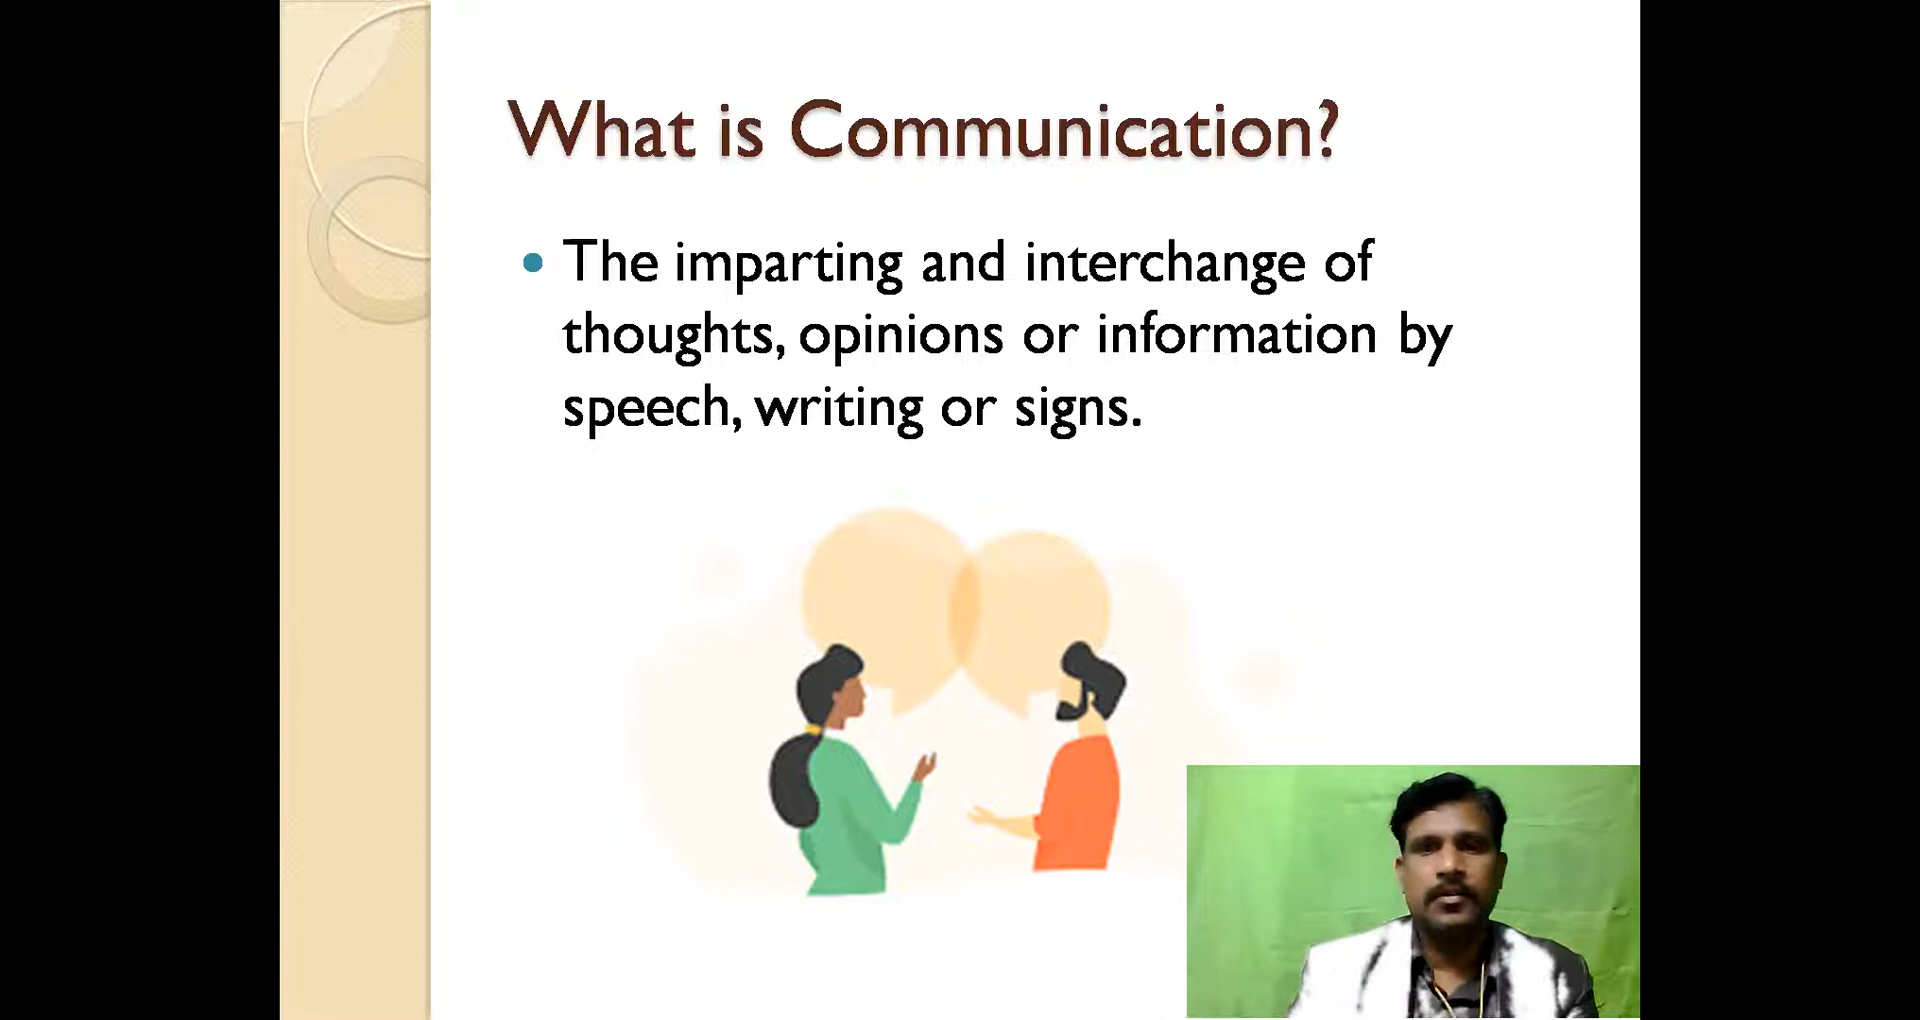 What is Communication?
The imparting and interchange of
thoughts, opinions or information by
speech, writing or signs.